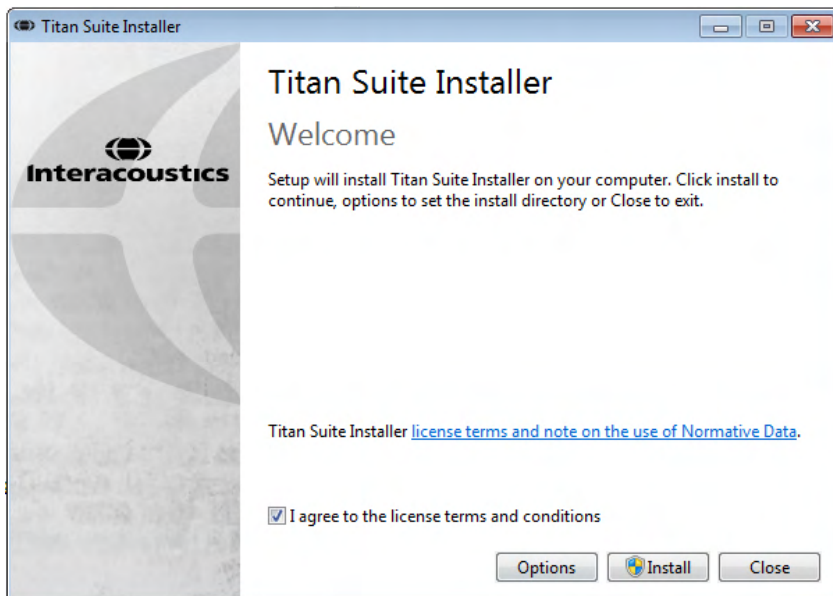 Titan Suite Installer
Titan Suite Installer
Welcome
Interacoustics
Setup will install Titan Suite Installer on your computer. Click install to
continue, options to set the install directory or Close to exit.
Titan Suite Installer license terms and note on the use of Normative Data.
I agree to the license terms and conditions
Options Install Close